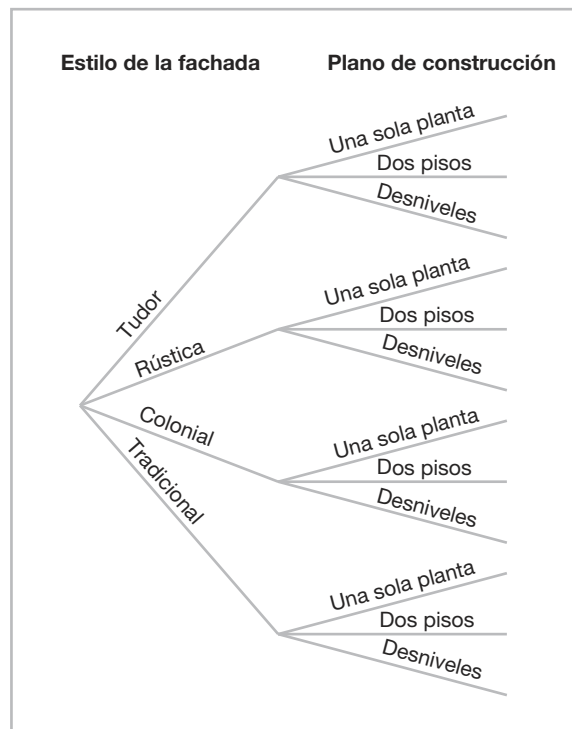 Estilo de la fachada Plano de construcción
Tudor
Una sola planta
Dos pisos
Desniveles
Rústica
Una sola planta
Dos pisos
Desniveles
Colonial
Una sola planta
Dos pisos
Desniveles
Tradicional
Una sola planta
Dos pisos
Desniveles